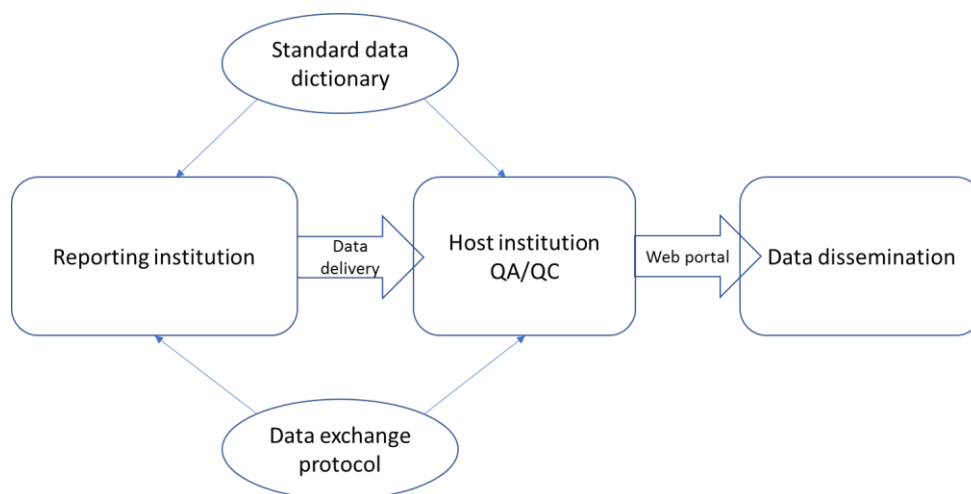 Standard data
dictionary
Reporting institution
Data
delivery
Host institution
QA/QC
Web portal
Data dissemination
Data exchange
protocol